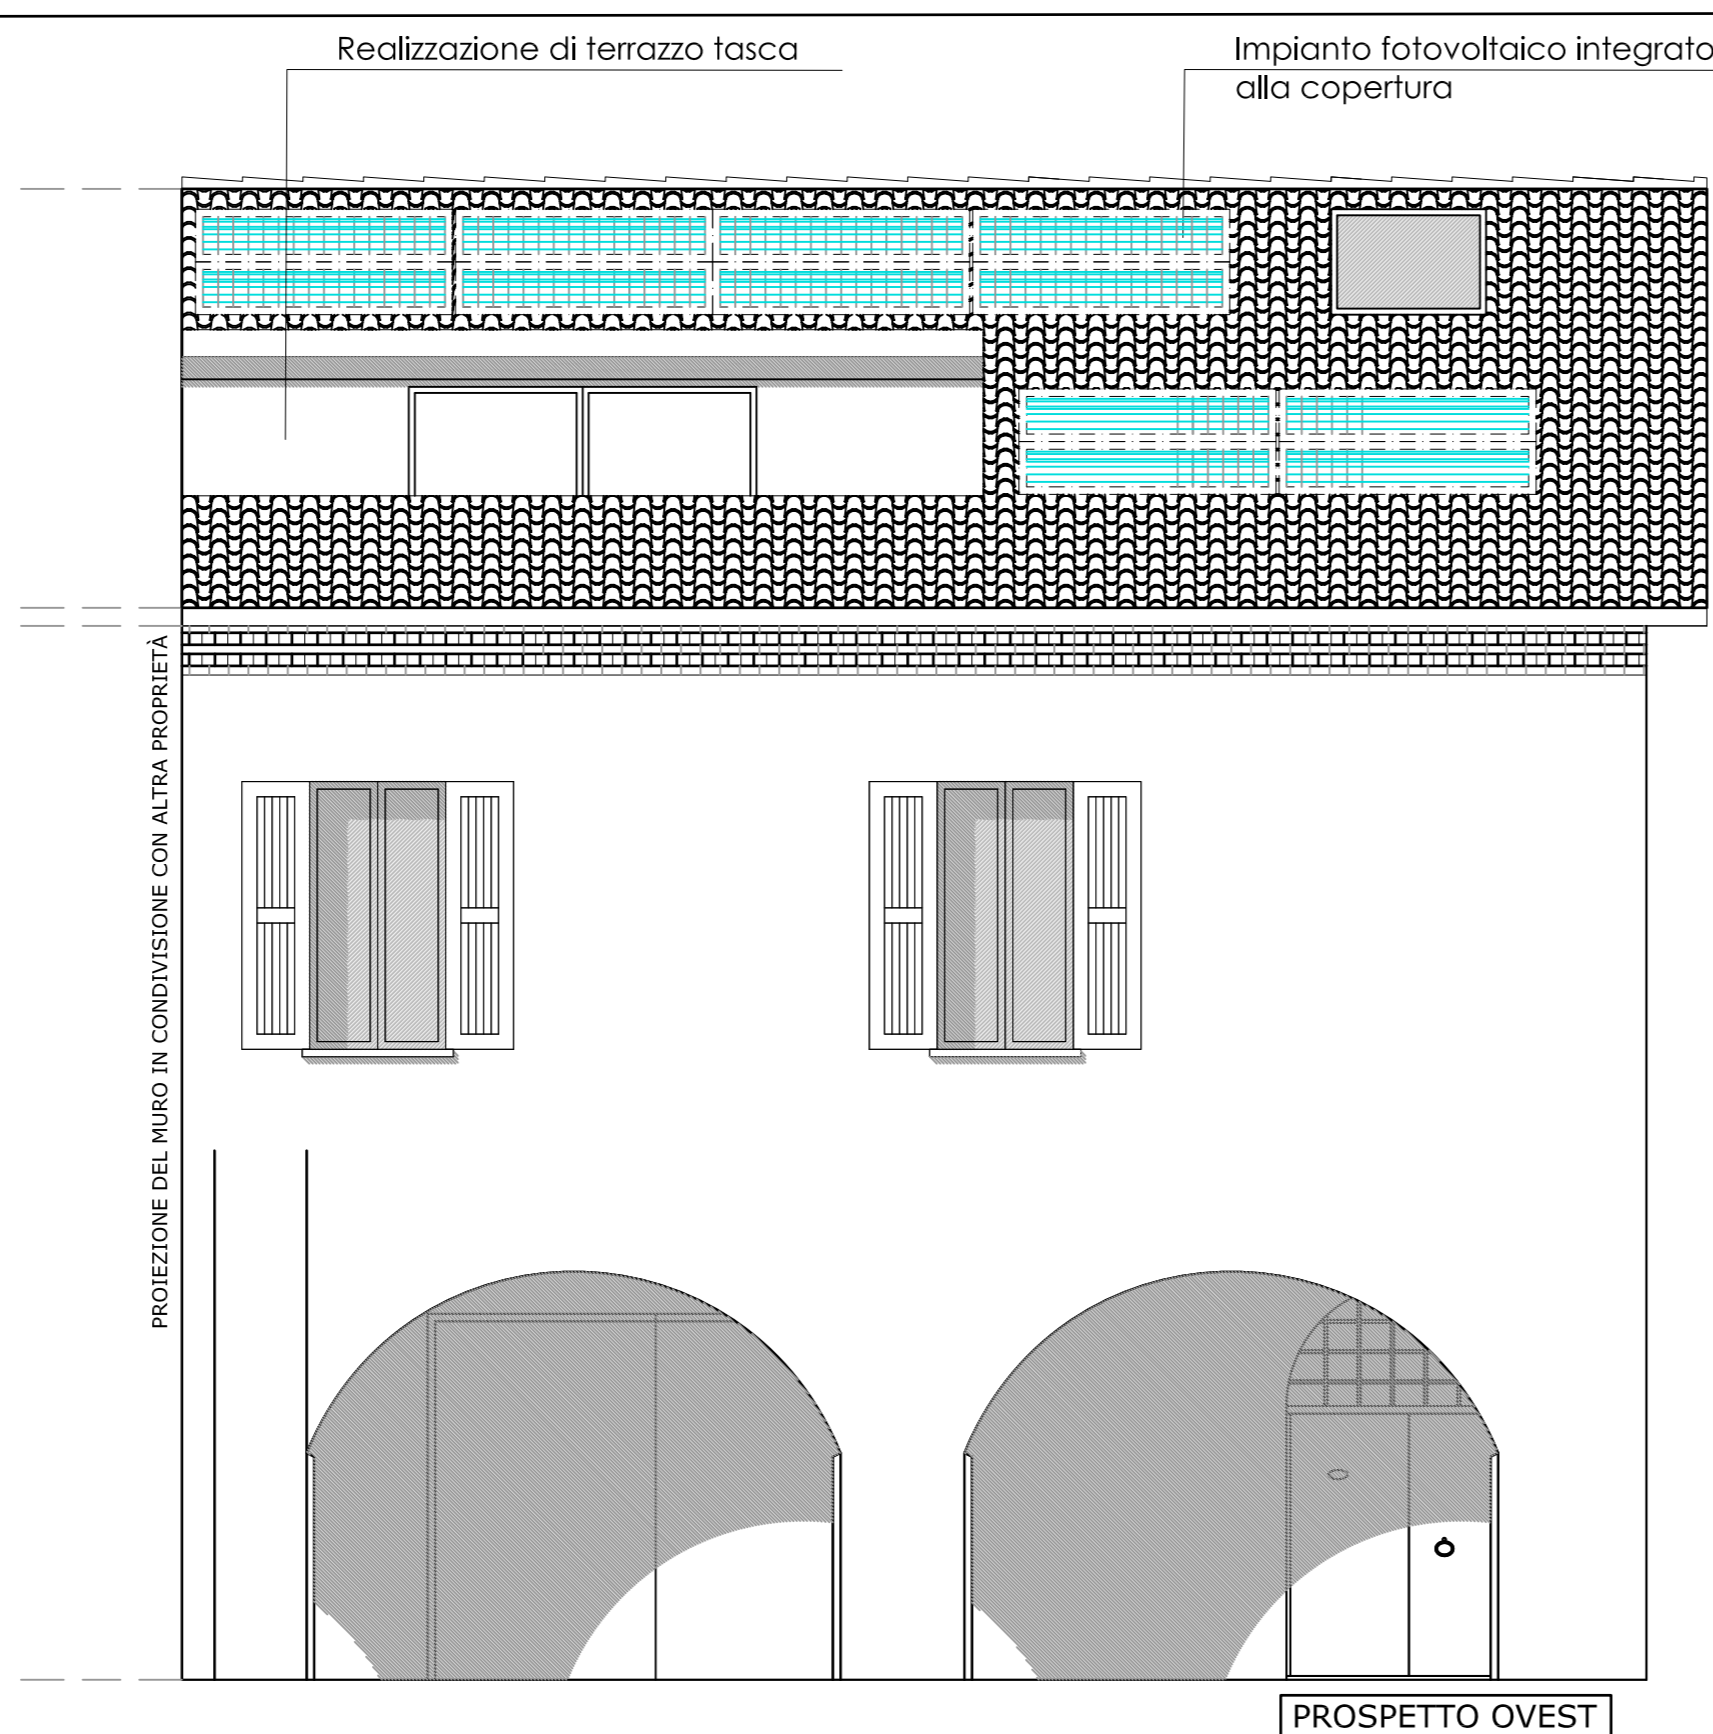 Realizzazione di terrazzo tasca
Impianto fotovoltaico integrato
alla copertura
PROIEZIONE DEL MURO IN CONDIVISIONE CON ALTRA PROPRIETÀ
PROSPETTO OVEST